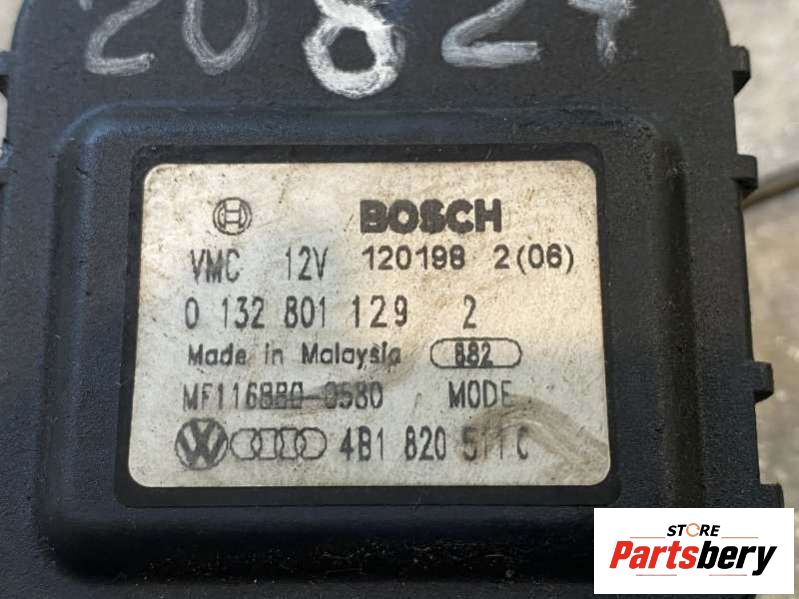 20827
BOSCH
VMC 12V 120198 2(06)
0 132 801 129 2
Made in Malaysia 882
MF116880-0580 MODE
4B1 820 511 C
STORE
Partsbery